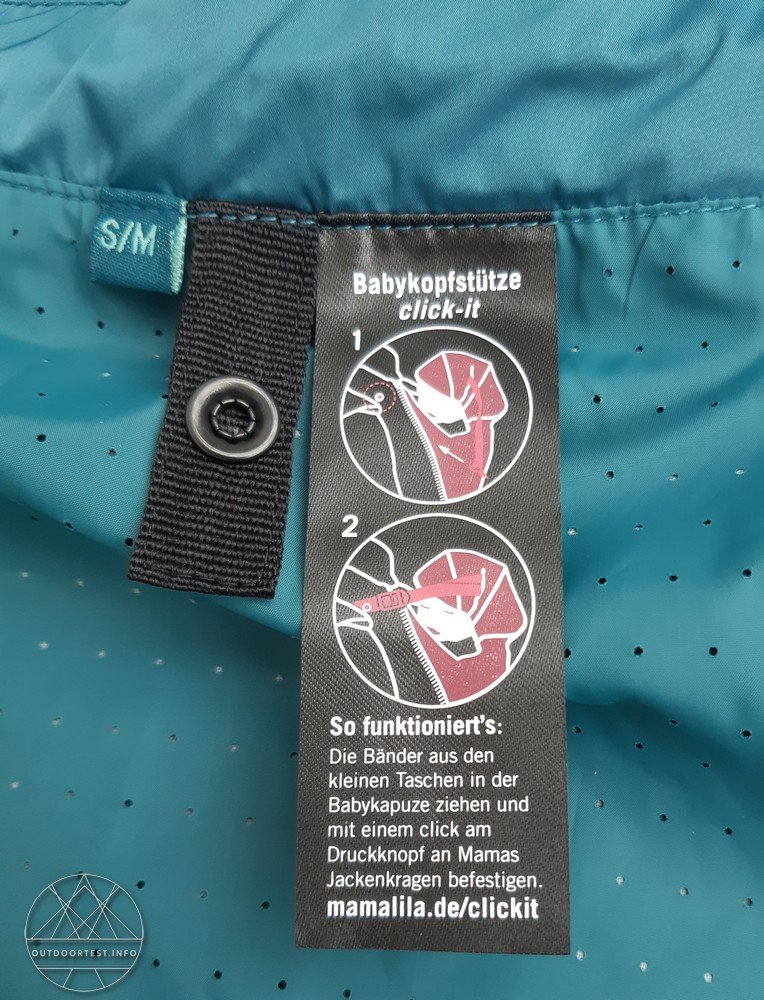 S/M
Babykopfstütze
click-it
1
2
So funktioniert's:
Die Bänder aus den
kleinen Taschen in der
Babykapuze ziehen und
mit einem click am
Druckknopf an Mamas
Jackenkragen befestigen.
mamalila.de/clickit
OUTDOORTEST.INFO